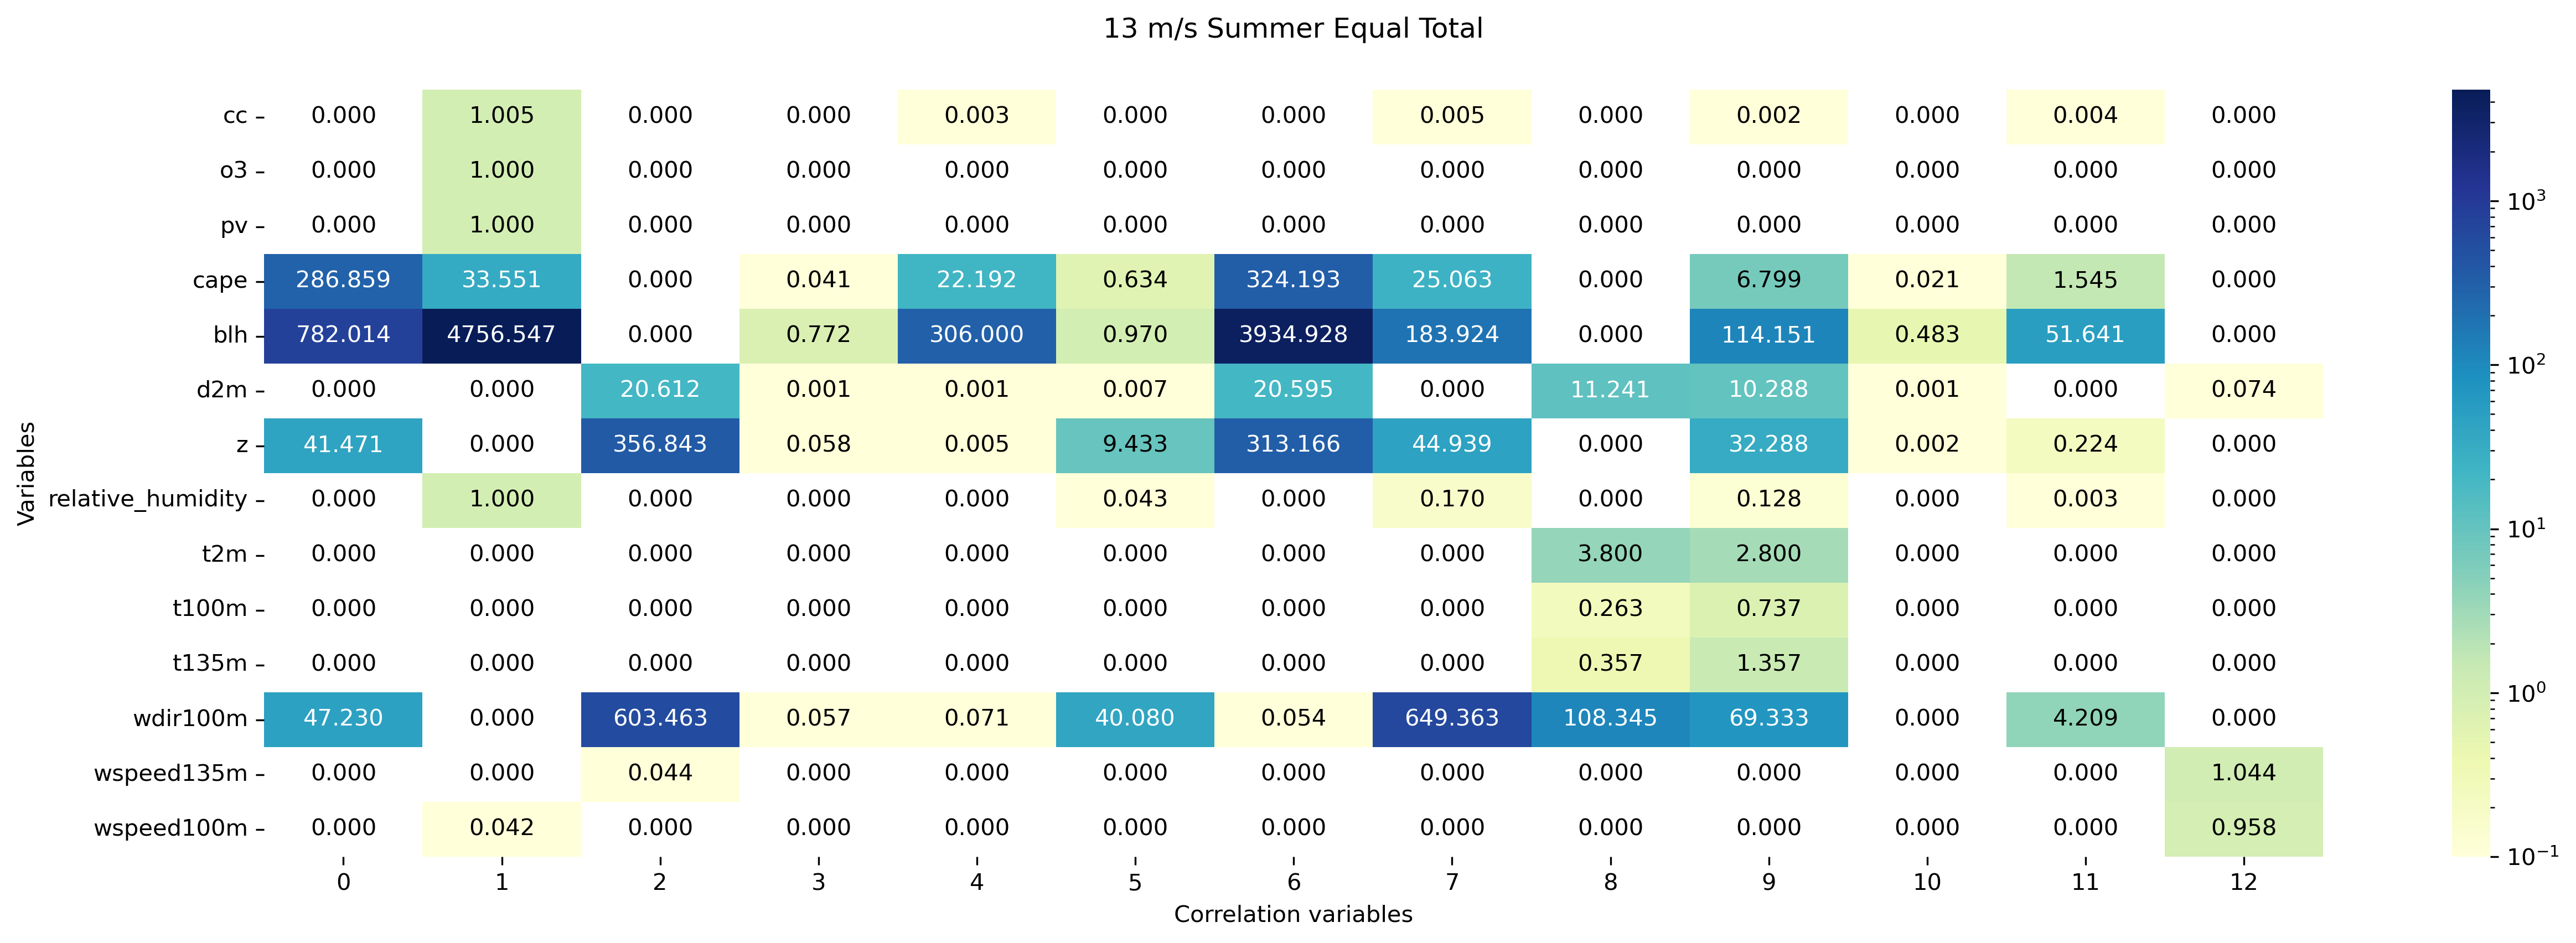 13 m/s Summer Equal Total
cc 0.000 1.005 0.000 0.000 0.003 0.000 0.000 0.005 0.000 0.002 0.000 0.004 0.000
o3 0.000 1.000 0.000 0.000 0.000 0.000 0.000 0.000 0.000 0.000 0.000 0.000 0.000
pv 0.000 1.000 0.000 0.000 0.000 0.000 0.000 0.000 0.000 0.000 0.000 0.000 0.000
cape 286.859 33.551 0.000 0.041 22.192 0.634 324.193 25.063 0.000 6.799 0.021 1.545 0.000
blh 782.014 4756.547 0.000 0.772 306.000 0.970 3934.928 183.924 0.000 114.151 0.483 51.641 0.000
d2m 0.000 0.000 20.612 0.001 0.001 0.007 20.595 0.000 11.241 10.288 0.001 0.000 0.074
z 41.471 0.000 356.843 0.058 0.005 9.433 313.166 44.939 0.000 32.288 0.002 0.224 0.000
relative_humidity 0.000 1.000 0.000 0.000 0.000 0.043 0.000 0.170 0.000 0.128 0.000 0.003 0.000
t2m 0.000 0.000 0.000 0.000 0.000 0.000 0.000 0.000 3.800 2.800 0.000 0.000 0.000
t100m 0.000 0.000 0.000 0.000 0.000 0.000 0.000 0.000 0.263 0.737 0.000 0.000 0.000
t135m 0.000 0.000 0.000 0.000 0.000 0.000 0.000 0.000 0.357 1.357 0.000 0.000 0.000
wdir100m 47.230 0.000 603.463 0.057 0.071 40.080 0.054 649.363 108.345 69.333 0.000 4.209 0.000
wspeed135m 0.000 0.000 0.044 0.000 0.000 0.000 0.000 0.000 0.000 0.000 0.000 0.000 1.044
wspeed100m 0.000 0.042 0.000 0.000 0.000 0.000 0.000 0.000 0.000 0.000 0.000 0.000 0.958
0 1 2 3 4 5 6 7 8 9 10 11 12
Correlation variables
Variables
10³
10²
10¹
10⁰
10⁻¹